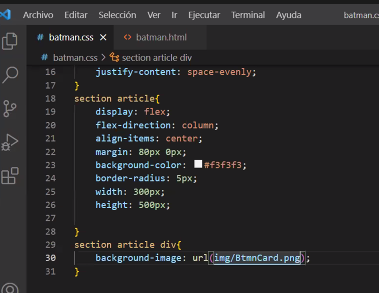 Archivo Editar Selección Ver Ir Ejecutar Terminal Ayuda batman.cs
# batman.css × batman.html
# batman.css > section article div
16 justify-content: space-evenly;
17 }
18 section article{
19 display: flex;
20 flex-direction: column;
21 align-items: center;
22 margin: 80px 0px;
23 background-color: #f3f3f3;
24 border-radius: 5px;
25 width: 300px;
26 height: 500px;
27
28 }
29 section article div{
30 background-image: url(img/BtmnCard.png);
31 }